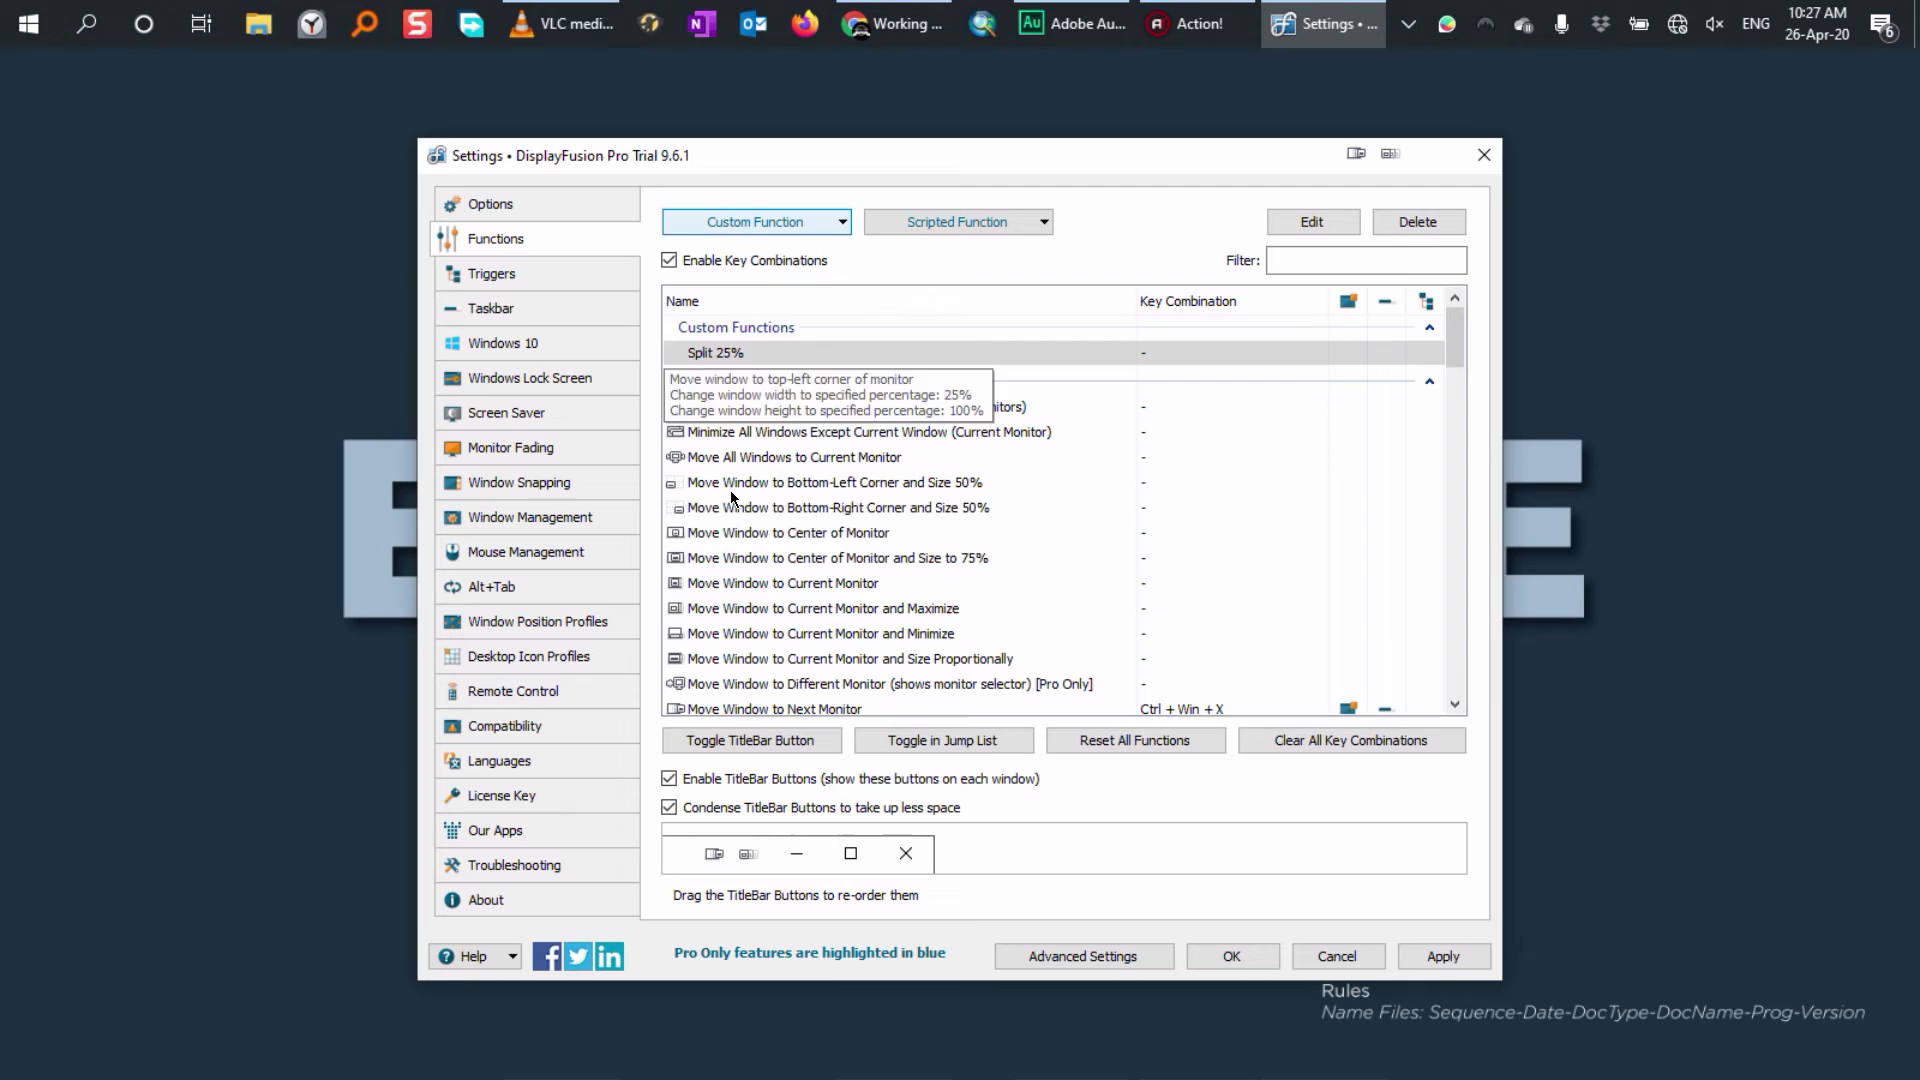 VLC medi...
Working ...
Adobe Au...
Action!
Settings • ...
ENG
10:27 AM
26-Apr-20
6
Settings • DisplayFusion Pro Trial 9.6.1
Options
Functions
Triggers
Taskbar
Windows 10
Windows Lock Screen
Screen Saver
Monitor Fading
Window Snapping
Window Management
Mouse Management
Alt+Tab
Window Position Profiles
Desktop Icon Profiles
Remote Control
Compatibility
Languages
License Key
Our Apps
Troubleshooting
About
Custom Function
Scripted Function
Edit
Delete
Enable Key Combinations
Filter:
Name
Key Combination
Custom Functions
Split 25% -
Move window to top-left corner of monitor
Change window width to specified percentage: 25%
Change window height to specified percentage: 100%
nitors) -
Minimize All Windows Except Current Window (Current Monitor) -
Move All Windows to Current Monitor -
Move Window to Bottom-Left Corner and Size 50% -
Move Window to Bottom-Right Corner and Size 50% -
Move Window to Center of Monitor -
Move Window to Center of Monitor and Size to 75% -
Move Window to Current Monitor -
Move Window to Current Monitor and Maximize -
Move Window to Current Monitor and Minimize -
Move Window to Current Monitor and Size Proportionally -
Move Window to Different Monitor (shows monitor selector) [Pro Only] -
Move Window to Next Monitor Ctrl + Win + X
Toggle TitleBar Button
Toggle in Jump List
Reset All Functions
Clear All Key Combinations
Enable TitleBar Buttons (show these buttons on each window)
Condense TitleBar Buttons to take up less space
Drag the TitleBar Buttons to re-order them
Help
Pro Only features are highlighted in blue
Advanced Settings
OK
Cancel
Apply
E
E
Rules
Name Files: Sequence-Date-DocType-DocName-Prog-Version